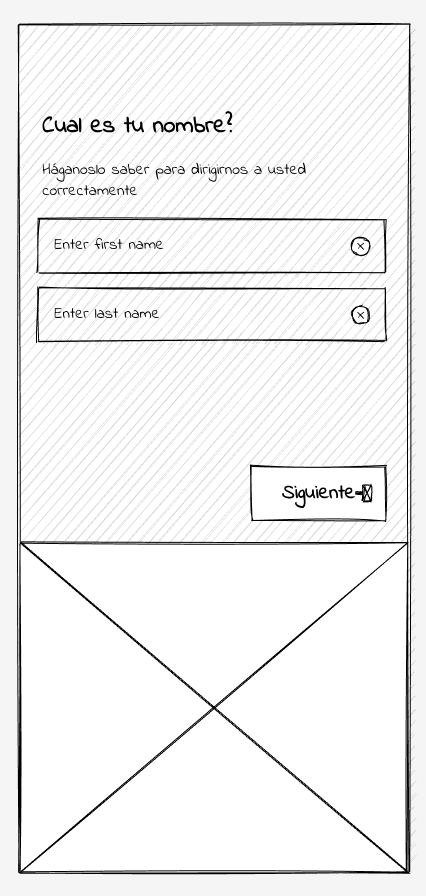 Cual es tu nombre?
Háganoslo saber para dirigirnos a usted
correctamente
Enter first name
Enter last name
Siguiente